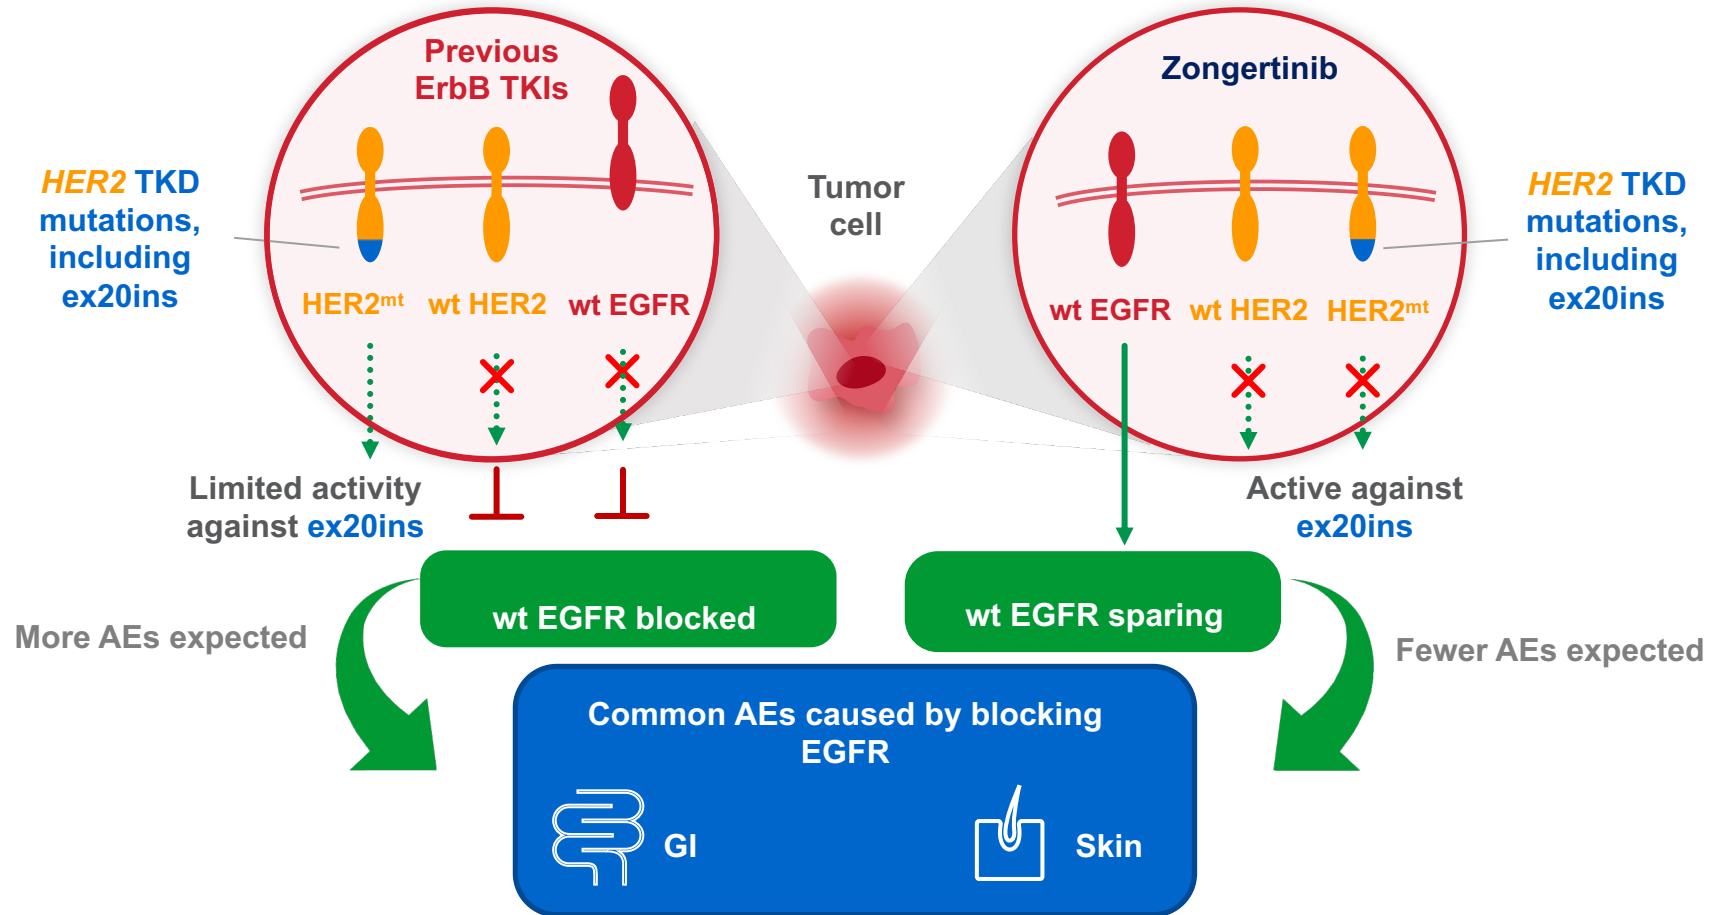 Previous
ErbB TKIs
HER2 TKD
mutations,
including
ex20ins
HER2ᵐᵗ
wt HER2
wt EGFR
Limited activity
against ex20ins
Tumor
cell
Zongertinib
wt EGFR
wt HER2
HER2ᵐᵗ
HER2 TKD
mutations,
including
ex20ins
Active against
ex20ins
wt EGFR blocked
wt EGFR sparing
More AEs expected
Fewer AEs expected
Common AEs caused by blocking
EGFR
GI
Skin